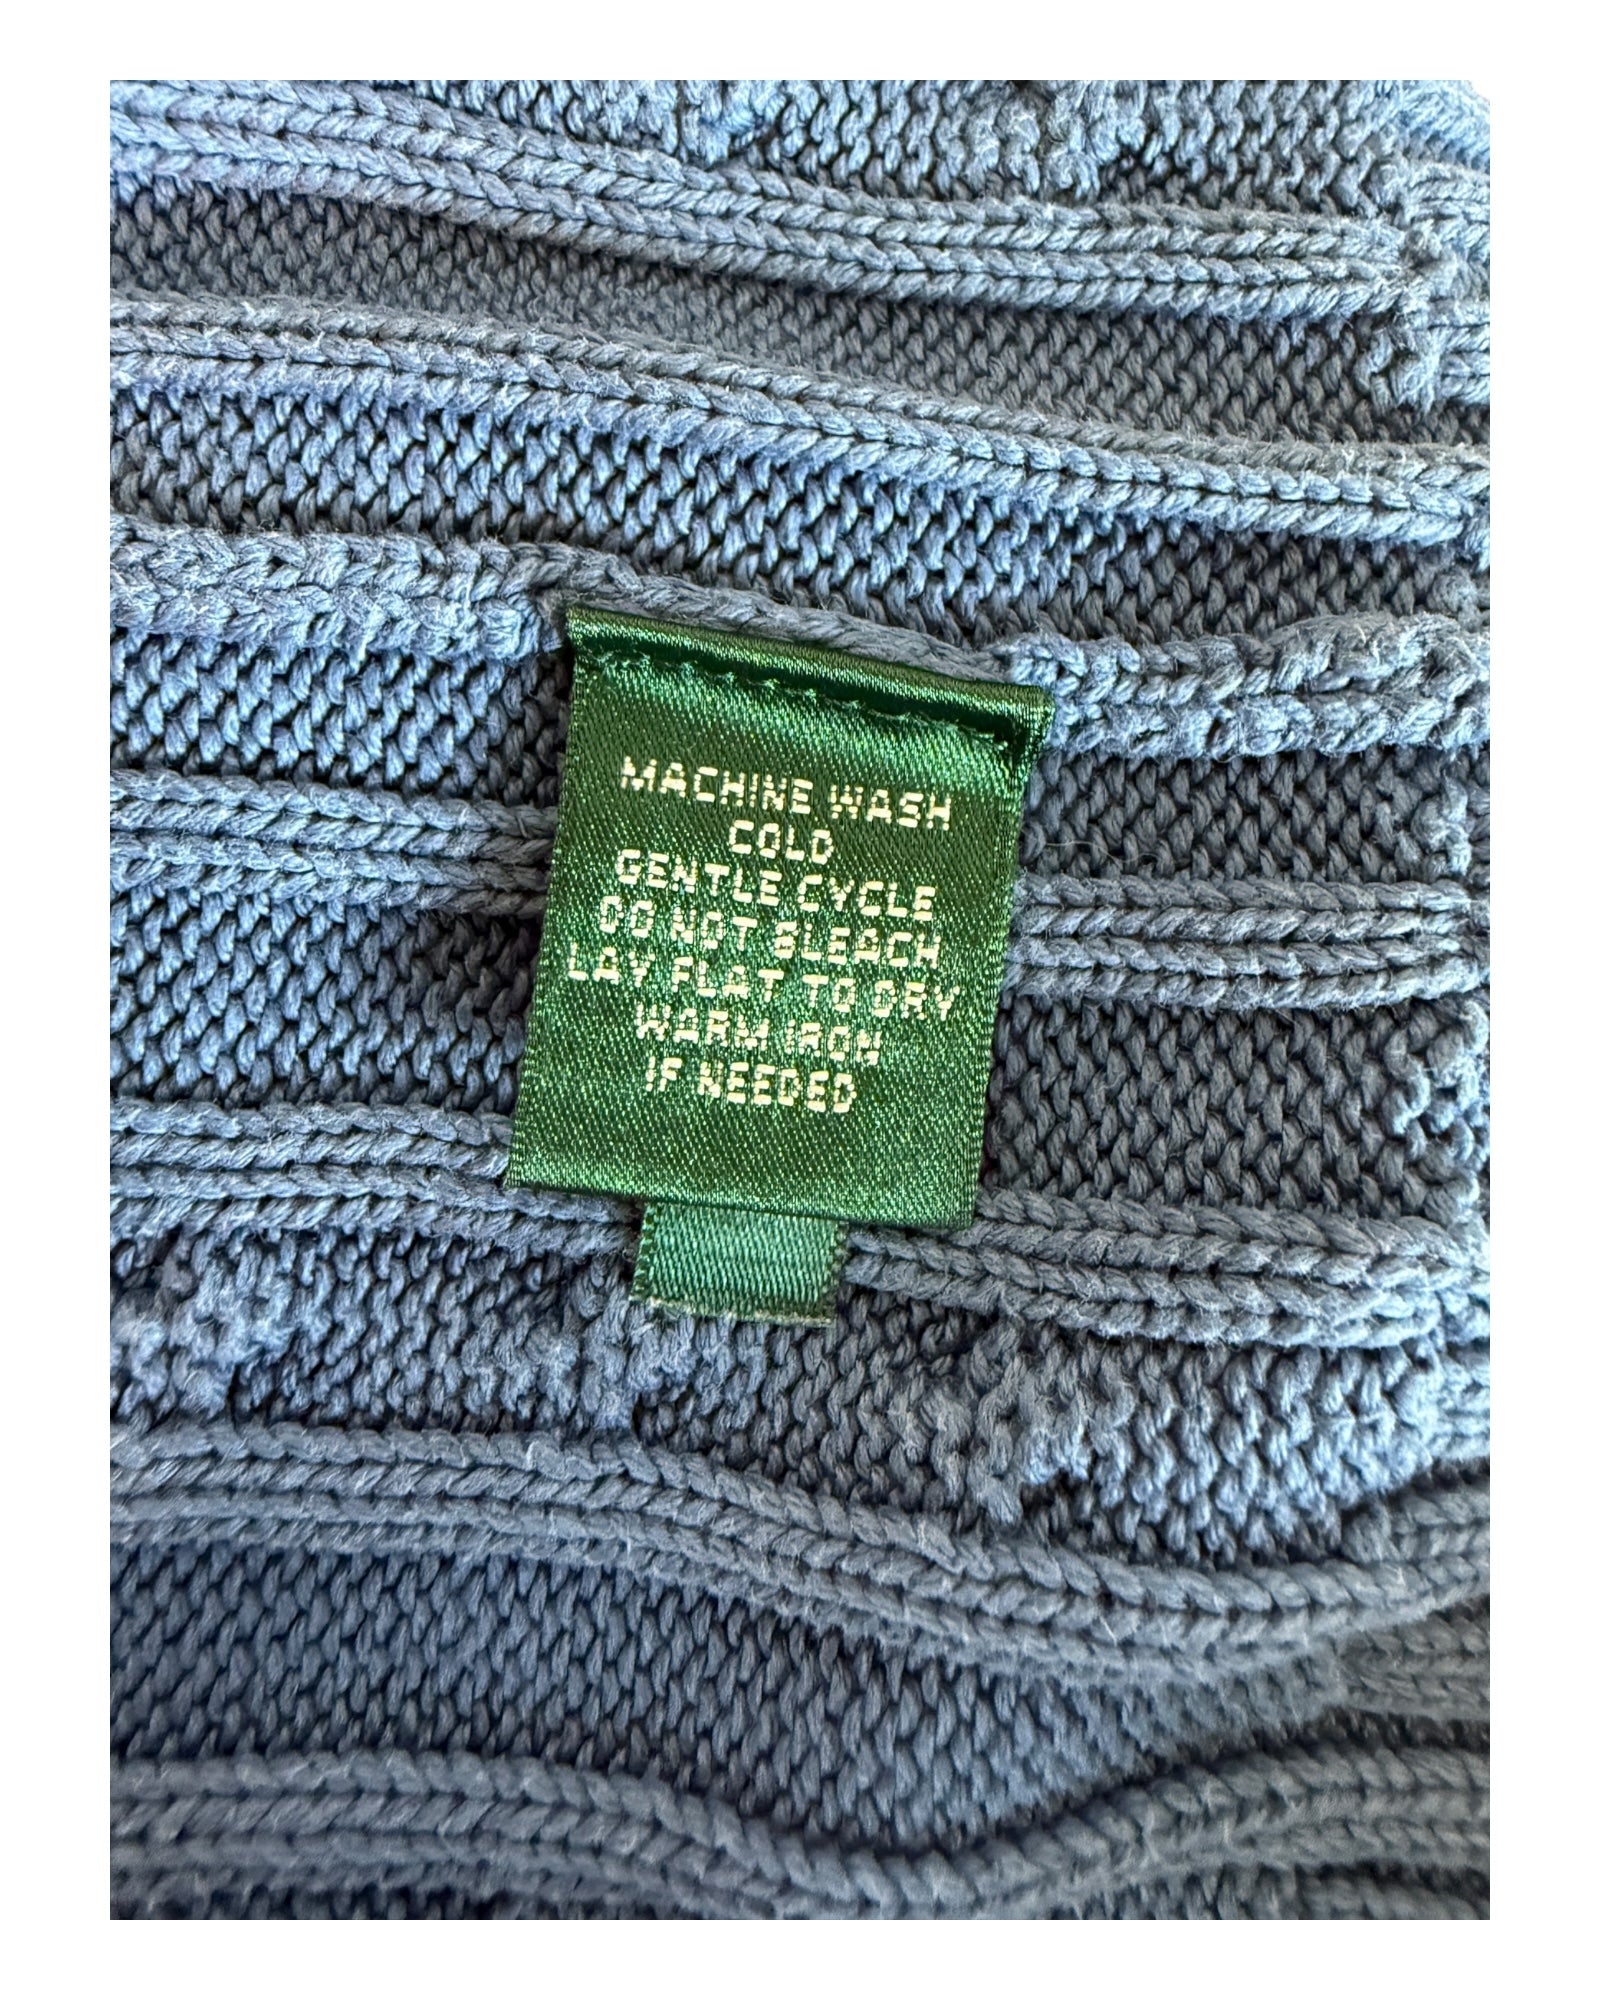 MACHINE WASH
COLD
GENTLE CYCLE
DO NOT BLEACH
LAY FLAT TO DRY
WARM IRON
IF NEEDED